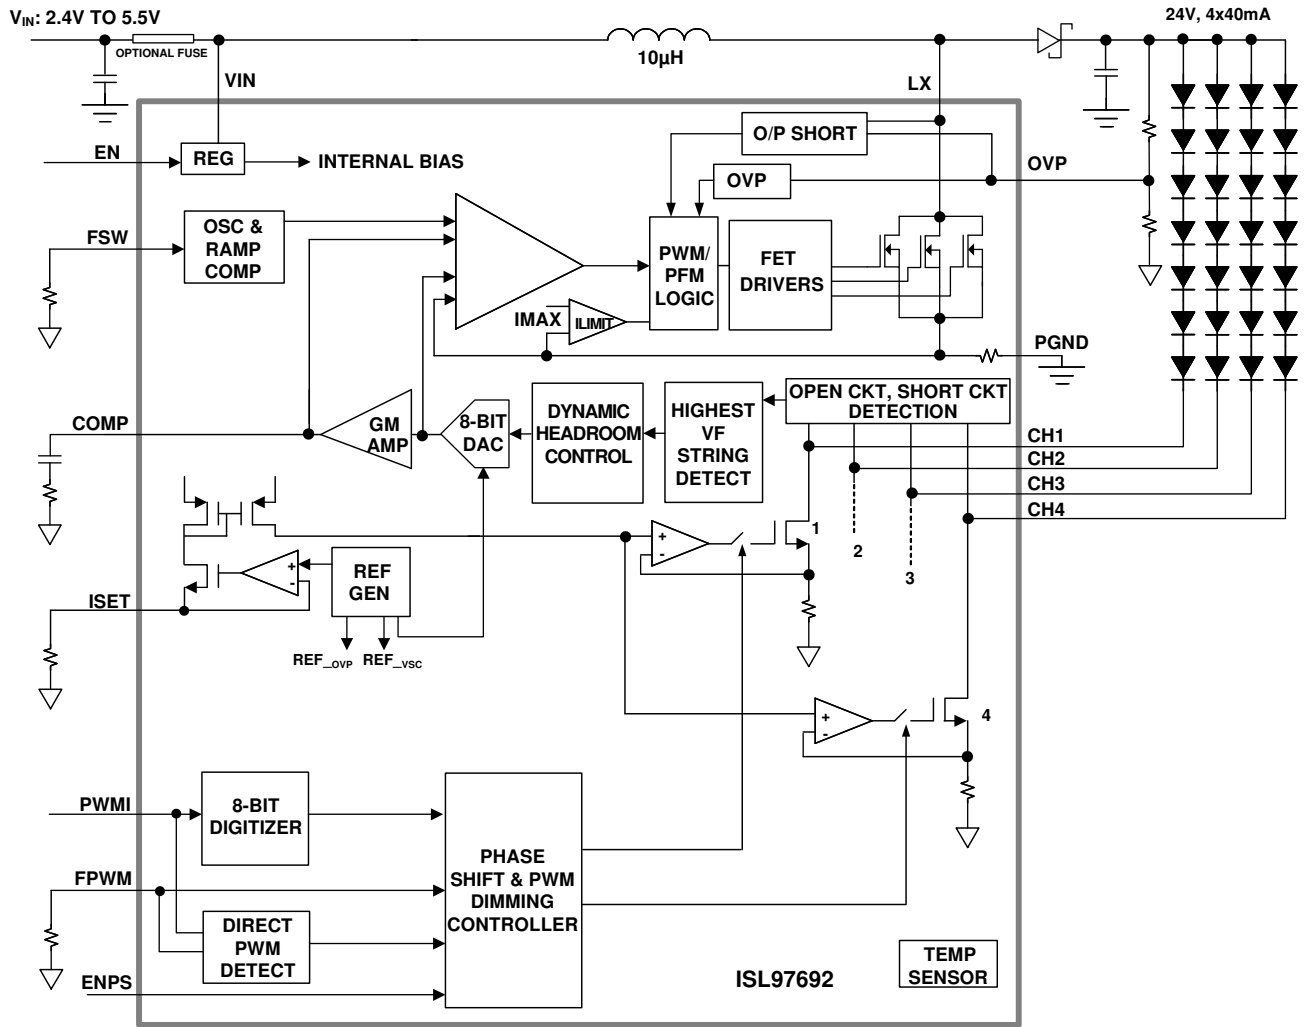 VIN: 2.4V TO 5.5V
24V, 4x40mA
OPTIONAL FUSE
10µH
VIN
LX
O/P SHORT
EN
REG
INTERNAL BIAS
OVP
OVP
FSW
OSC &
RAMP
COMP
PWM/
PFM
LOGIC
FET
DRIVERS
IMAX
ILIMIT
PGND
COMP
GM
AMP
8-BIT
DAC
DYNAMIC
HEADROOM
CONTROL
HIGHEST
VF
STRING
DETECT
OPEN CKT, SHORT CKT
DETECTION
CH1
CH2
CH3
CH4
+
-
1
2
3
+
-
REF
GEN
ISET
REF_OVP
REF_VSC
+
-
4
PWMI
8-BIT
DIGITIZER
FPWM
PHASE
SHIFT & PWM
DIMMING
CONTROLLER
DIRECT
PWM
DETECT
ENPS
ISL97692
TEMP
SENSOR